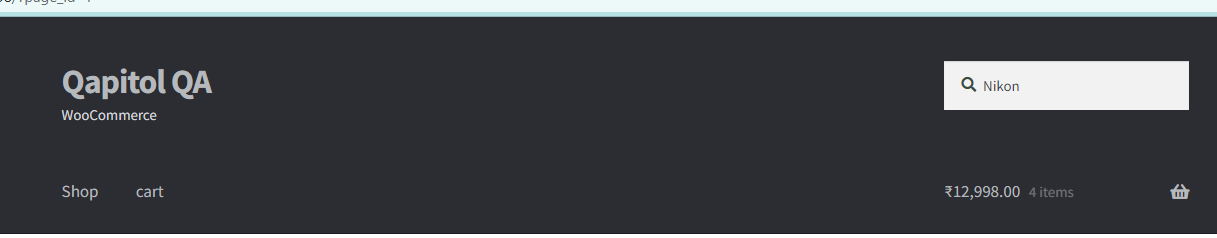 Qapitol QA
WooCommerce
Nikon
Shop cart
₹12,998.00 4 items